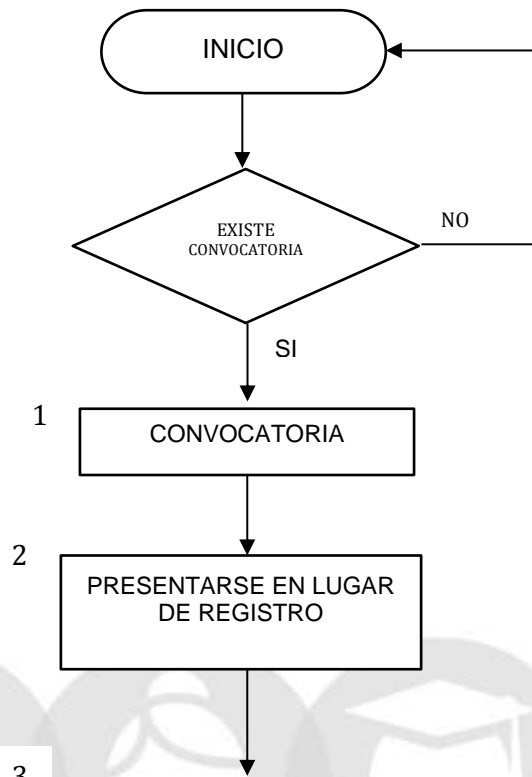 INICIO
EXISTE
CONVOCATORIA
NO
SI
1
CONVOCATORIA
2
PRESENTARSE EN LUGAR
DE REGISTRO
3